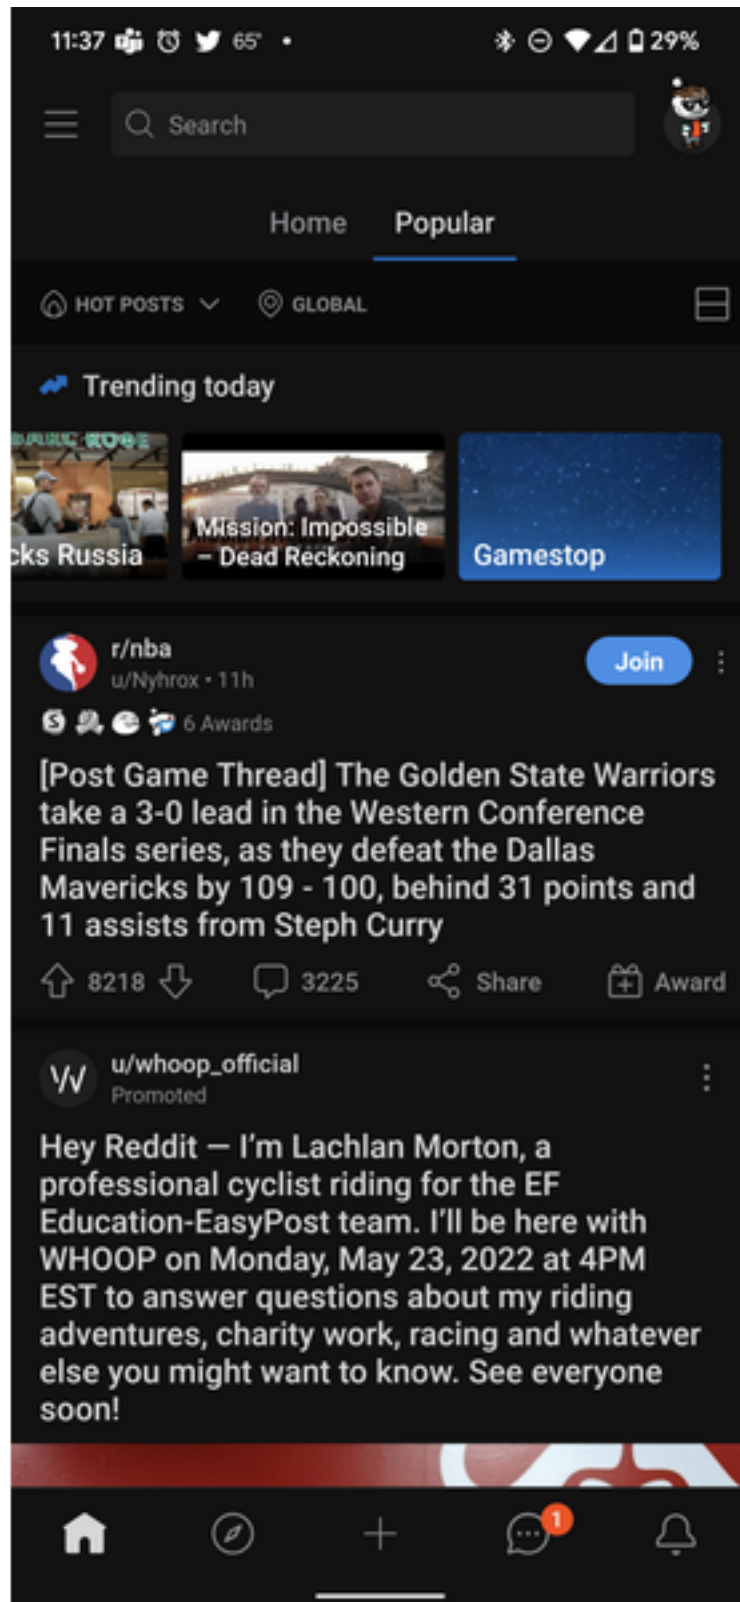 11:37 65° • 29%
Search
Home Popular
HOT POSTS GLOBAL
Trending today
cks Russia
Mission: Impossible
– Dead Reckoning
Gamestop
r/nba
u/Nyhrox • 11h
Join
6 Awards
[Post Game Thread] The Golden State Warriors
take a 3-0 lead in the Western Conference
Finals series, as they defeat the Dallas
Mavericks by 109 - 100, behind 31 points and
11 assists from Steph Curry
8218 3225 Share Award
u/whoop_official
Promoted
Hey Reddit — I’m Lachlan Morton, a
professional cyclist riding for the EF
Education-EasyPost team. I’ll be here with
WHOOP on Monday, May 23, 2022 at 4PM
EST to answer questions about my riding
adventures, charity work, racing and whatever
else you might want to know. See everyone
soon!
1